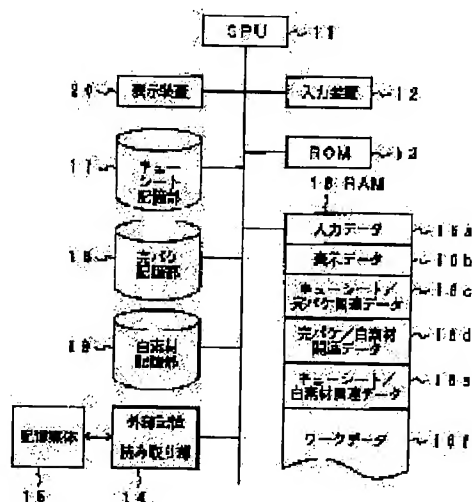 CPU 11
20 表示装置 入力装置 12
ROM 13
17 キュー
シート
記憶部
16 RAM
入力データ 16a
表示データ 16b
18 完パケ
記憶部
キューシート/
完パケ関連データ 16c
完パケ/白素材
関連データ 16d
19 白素材
記憶部
キューシート/
白素材関連データ 16e
ワークデータ 16f
記憶媒体 外部記憶
読み取り部
15 14